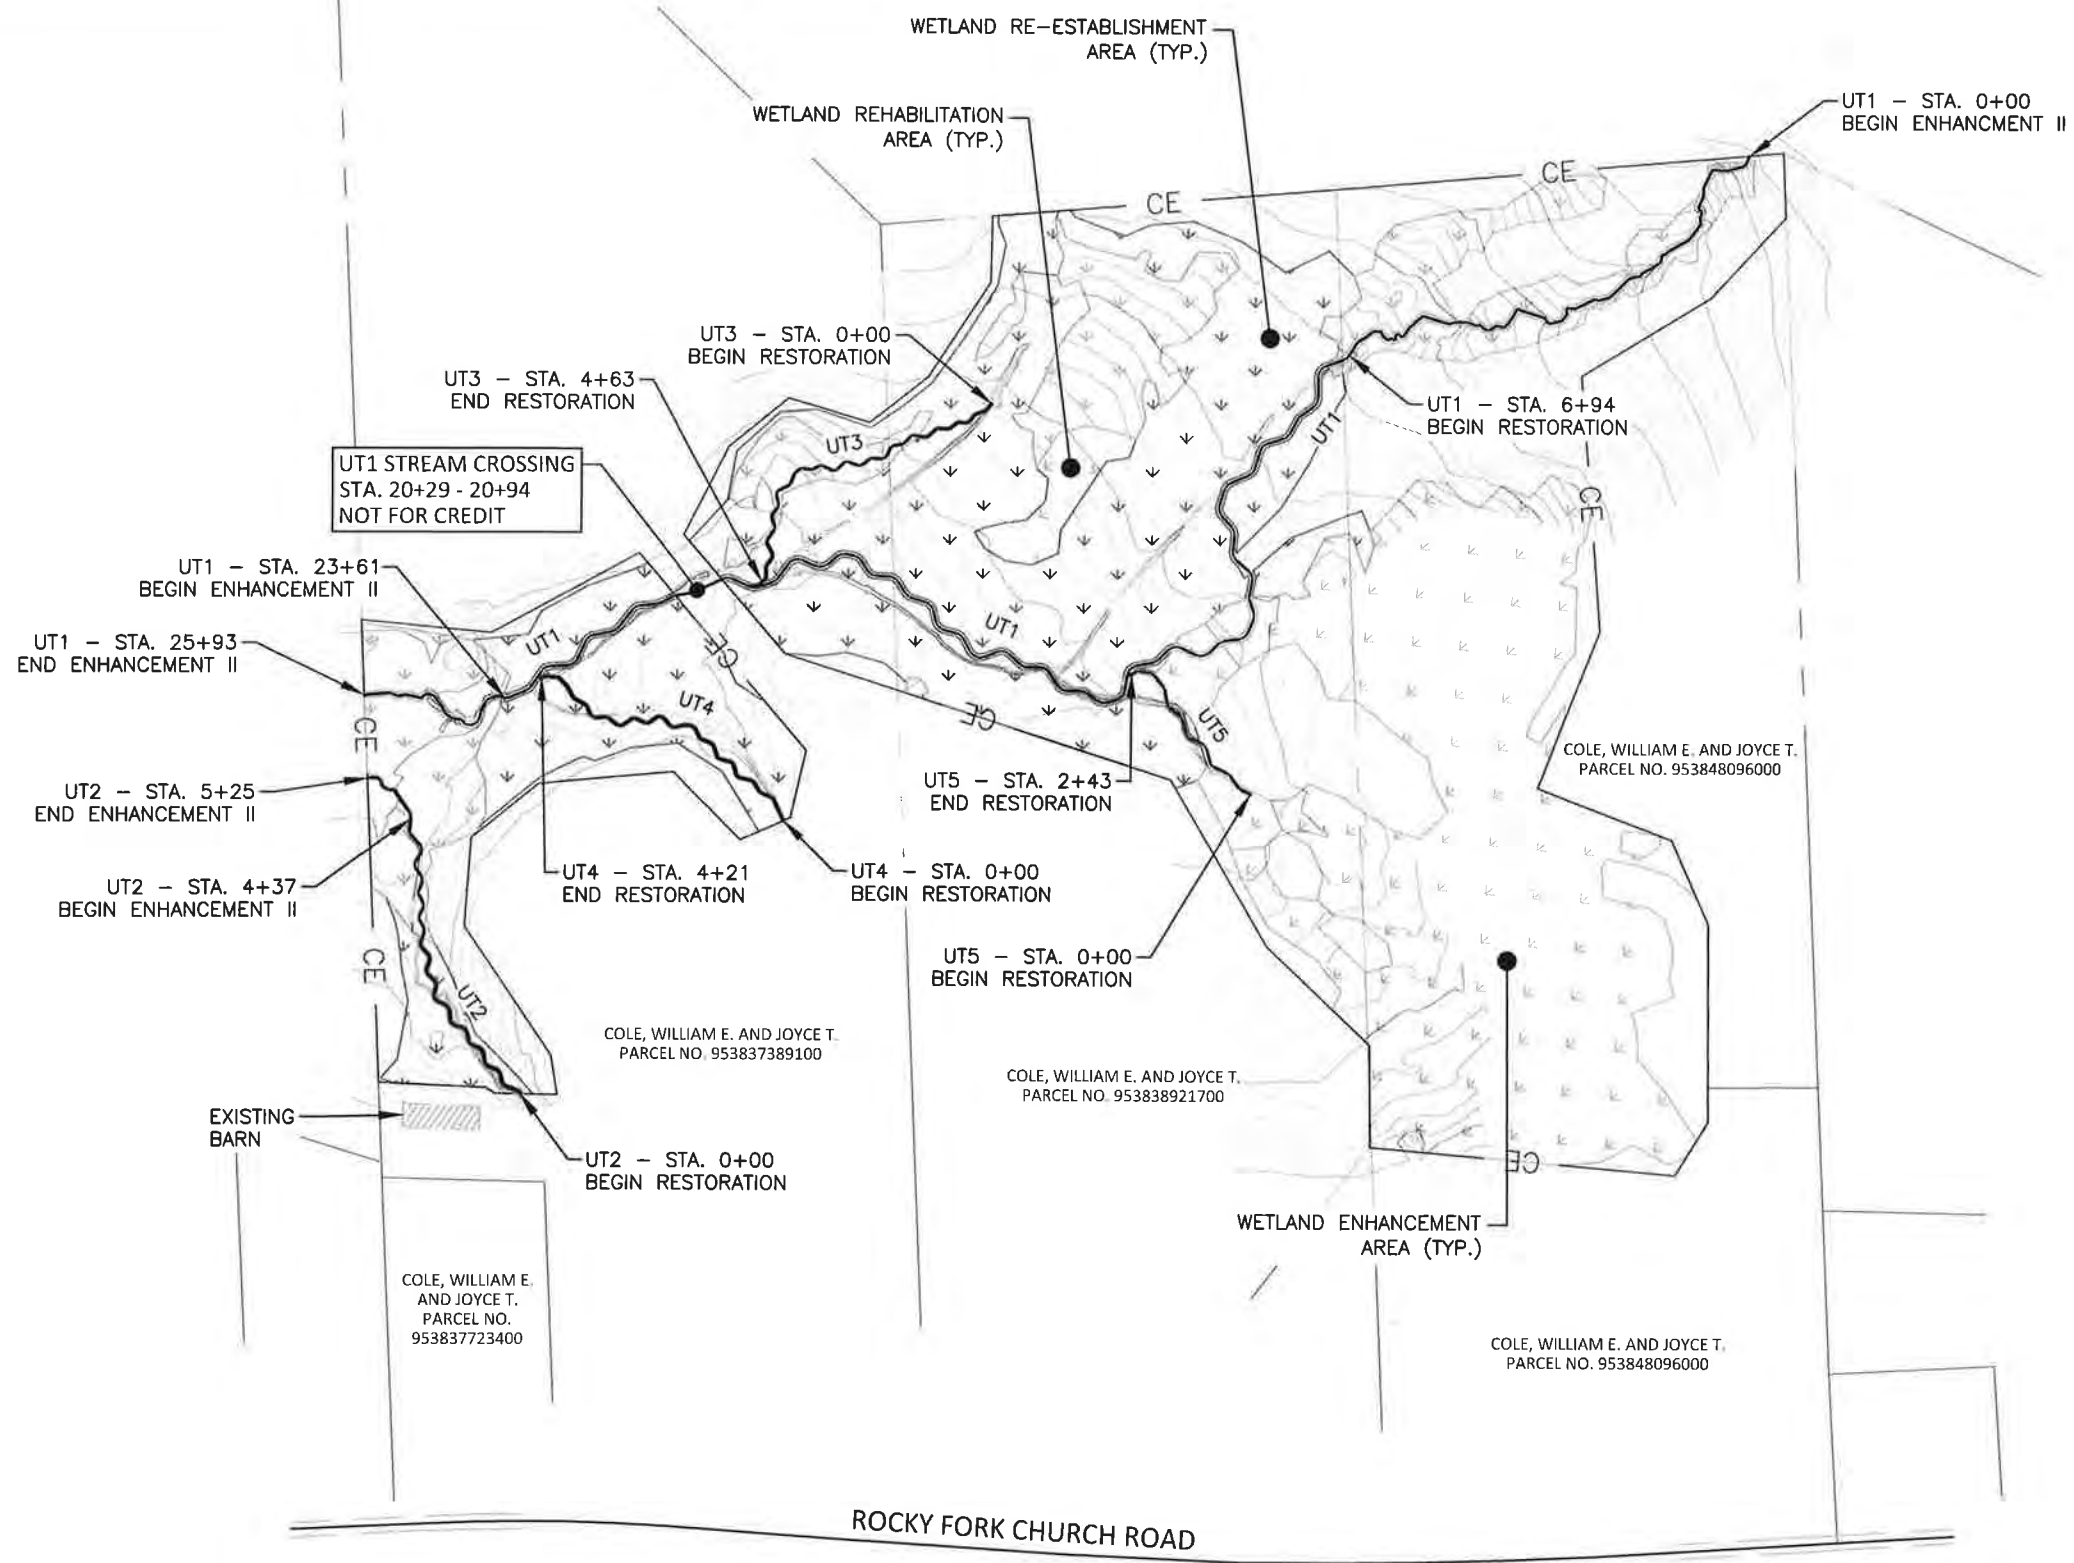 WETLAND RE-ESTABLISHMENT
AREA (TYP.)
UT1 - STA. 0+00
BEGIN ENHANCMENT II
WETLAND REHABILITATION
AREA (TYP.)
CE
CE
UT3 - STA. 0+00
BEGIN RESTORATION
UT3 - STA. 4+63
END RESTORATION
UT1 - STA. 6+94
BEGIN RESTORATION
UT1
UT3
UT1 STREAM CROSSING
STA. 20+29 - 20+94
NOT FOR CREDIT
CE
UT1 - STA. 23+61
BEGIN ENHANCEMENT II
UT1
UT1
UT1 - STA. 25+93
END ENHANCEMENT II
CE
UT4
CE
UT5
CE
COLE, WILLIAM E. AND JOYCE T.
PARCEL NO. 953848096000
UT2 - STA. 5+25
END ENHANCEMENT II
UT5 - STA. 2+43
END RESTORATION
UT4 - STA. 4+21
END RESTORATION
UT4 - STA. 0+00
BEGIN RESTORATION
UT2 - STA. 4+37
BEGIN ENHANCEMENT II
CE
UT5 - STA. 0+00
BEGIN RESTORATION
UT2
COLE, WILLIAM E. AND JOYCE T.
PARCEL NO. 953837389100
COLE, WILLIAM E. AND JOYCE T.
PARCEL NO. 953838921700
EXISTING
BARN
UT2 - STA. 0+00
BEGIN RESTORATION
CE
WETLAND ENHANCEMENT
AREA (TYP.)
COLE, WILLIAM E.
AND JOYCE T.
PARCEL NO.
953837723400
COLE, WILLIAM E. AND JOYCE T.
PARCEL NO. 953848096000
ROCKY FORK CHURCH ROAD